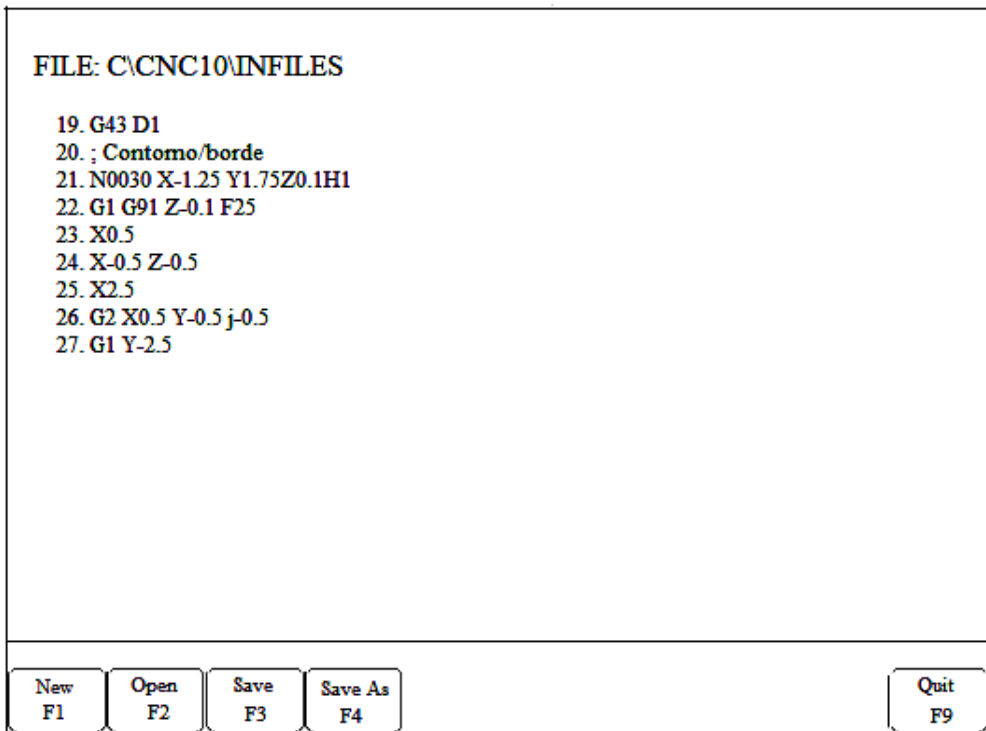 FILE: C\CNC10\INFILES
19. G43 D1
20. ; Contorno/borde
21. N0030 X-1.25 Y1.75Z0.1H1
22. G1 G91 Z-0.1 F25
23. X0.5
24. X-0.5 Z-0.5
25. X2.5
26. G2 X0.5 Y-0.5 j-0.5
27. G1 Y-2.5
New
F1
Open
F2
Save
F3
Save As
F4
Quit
F9